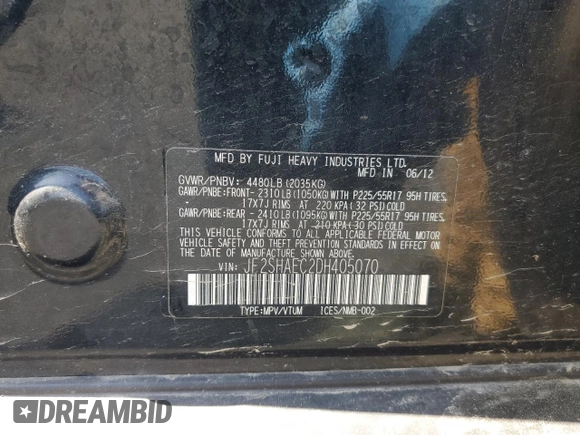 MFD BY FUJI HEAVY INDUSTRIES LTD.
MFD IN 06/12
GVWR/PNBV: 4480LB (2035KG)
GAWR/PNBE:FRONT- 2310LB (1050KG) WITH P225/55R17 95H TIRES,
17X7J RIMS AT 220 KPA (32 PSI) COLD
GAWR/PNBE:REAR - 2410LB (1095KG) WITH P225/55R17 95H TIRES,
17X7J RIMS AT 210 KPA (30 PSI) COLD
THIS VEHICLE CONFORMS TO ALL APPLICABLE U.S. FEDERAL MOTOR
VEHICLE SAFETY AND THEFT PREVENTION STANDARDS IN EFFECT ON
THE DATE OF MANUFACTURE SHOWN ABOVE.
VIN: JF2SHAEC2DH405070
TYPE:MPV/VTUM ICES/NMB-002
DREAMBID